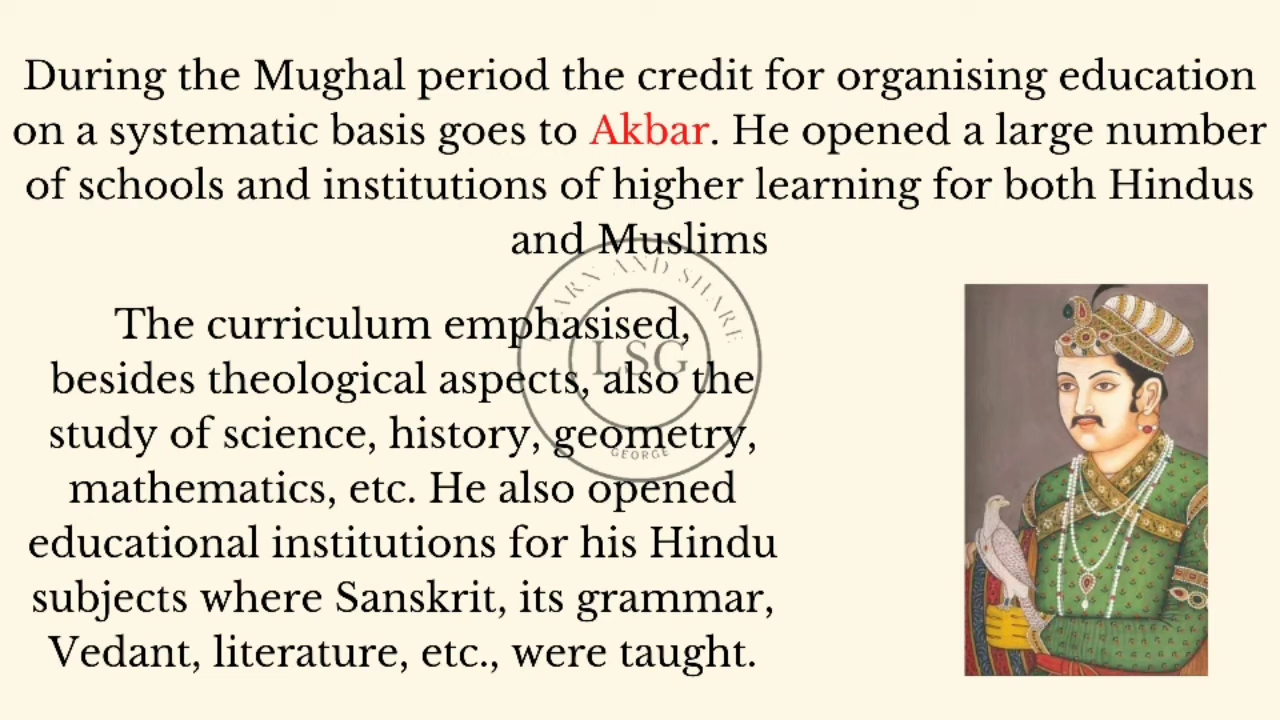 During the Mughal period the credit for organising education
on a systematic basis goes to Akbar. He opened a large number
of schools and institutions of higher learning for both Hindus
and Muslims
The curriculum emphasised,
besides theological aspects, also the
study of science, history, geometry,
mathematics, etc. He also opened
educational institutions for his Hindu
subjects where Sanskrit, its grammar,
Vedant, literature, etc., were taught.
AND SHARE
LSG
GEORGE